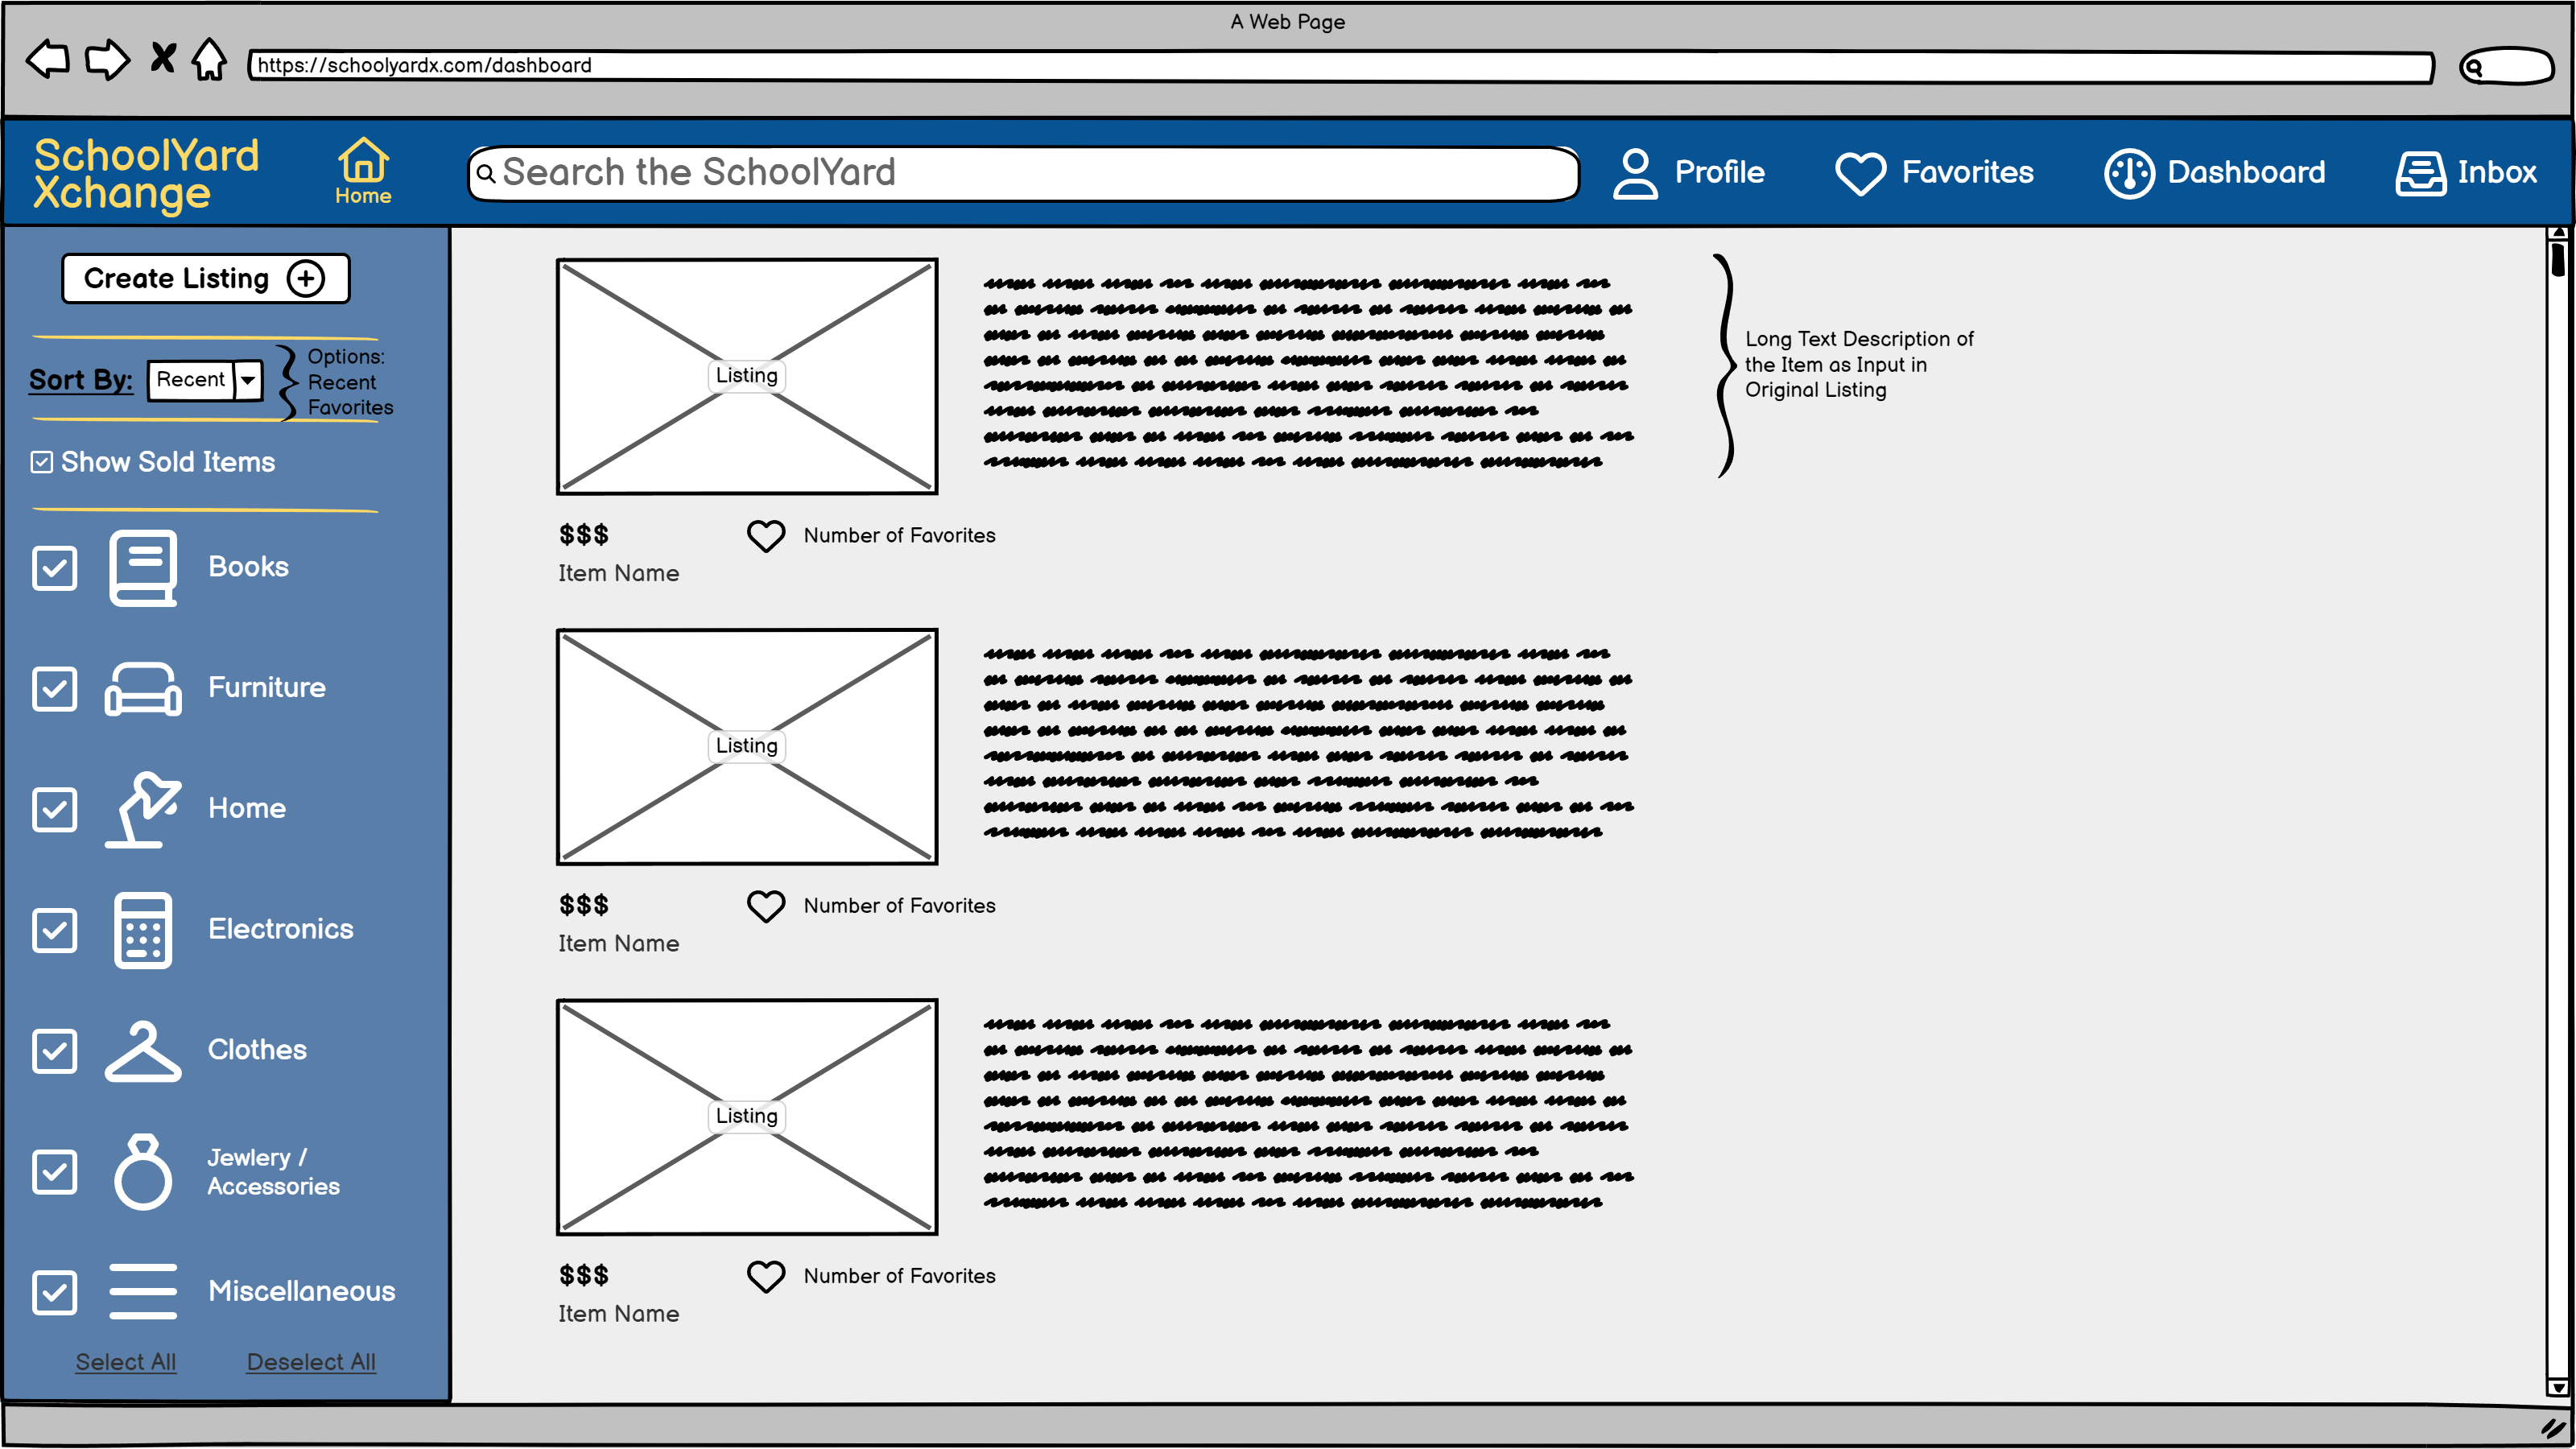 A Web Page
https://schoolyardx.com/dashboard
SchoolYard
Xchange
Home
Search the SchoolYard
Profile
Favorites
Dashboard
Inbox
Create Listing
Sort By:
Recent
Options:
Recent
Favorites
Show Sold Items
Books
Furniture
Home
Electronics
Clothes
Jewlery /
Accessories
Miscellaneous
Select All
Deselect All
Listing
Long Text Description of
the Item as Input in
Original Listing
$$$
Number of Favorites
Item Name
Listing
$$$
Number of Favorites
Item Name
Listing
$$$
Number of Favorites
Item Name